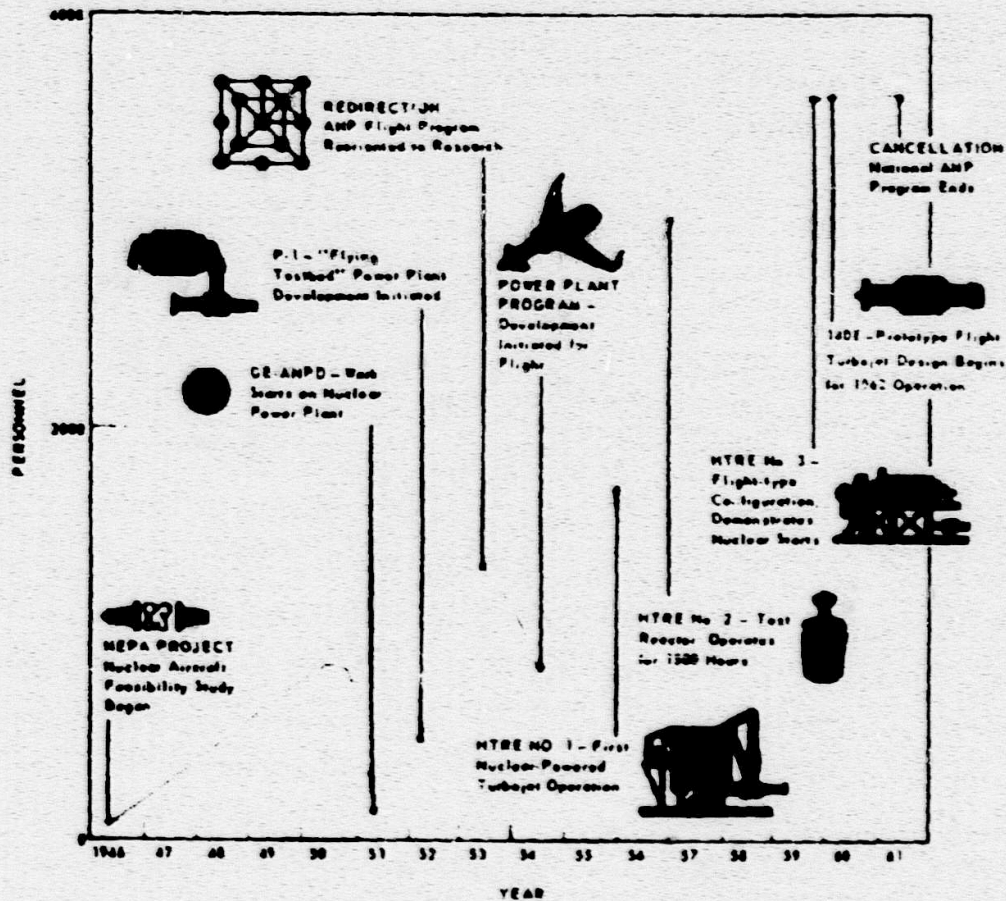 4000
REDIRECTION
ANP Flight Program
Reoriented to Research
CANCELLATION
National ANP
Program Ends
P-1 – "Flying
Testbed" Power Plant
Development Initiated
POWER PLANT
PROGRAM –
Development
Initiated for
Flight
140E – Prototype Flight
Turbojet Design Begins
for 1962 Operation
GE-ANPD – Work
Starts on Nuclear
Power Plant
PERSONNEL
2000
HTRE No. 3 –
Flight-type
Configuration,
Demonstrates
Nuclear Starts
NEPA PROJECT
Nuclear Aircraft
Feasibility Study
Began
HTRE No. 2 – Test
Reactor Operates
for 1500 Hours
HTRE NO. 1 – First
Nuclear-Powered
Turbojet Operation
0
1946 47 48 49 50 51 52 53 54 55 56 57 58 59 60 61
YEAR